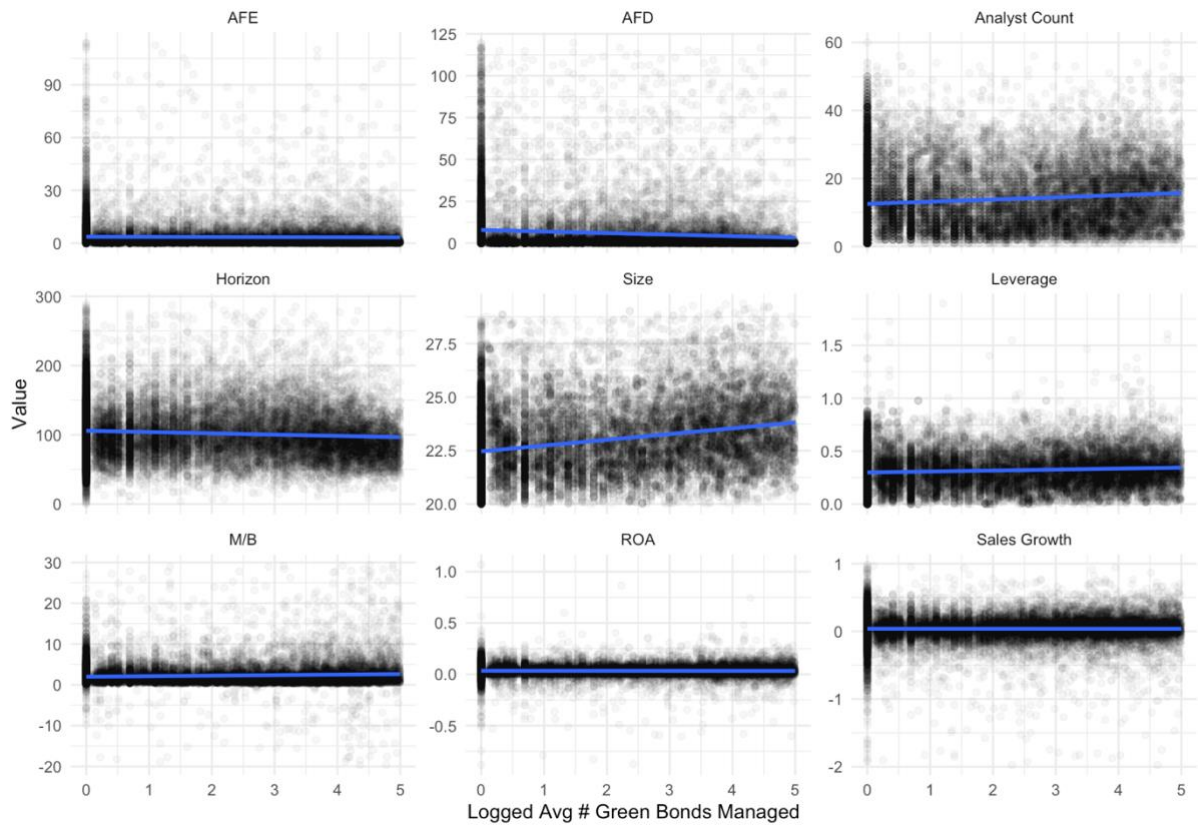 AFE
AFD
Analyst Count
90
60
30
0
125
100
75
50
25
0
60
40
20
0
Horizon
Size
Leverage
Value
300
200
100
0
27.5
25.0
22.5
20.0
1.5
1.0
0.5
0.0
M/B
ROA
Sales Growth
30
20
10
0
-10
-20
1.0
0.5
0.0
-0.5
1
0
-1
-2
0 1 2 3 4 5
0 1 2 3 4 5
0 1 2 3 4 5
Logged Avg # Green Bonds Managed